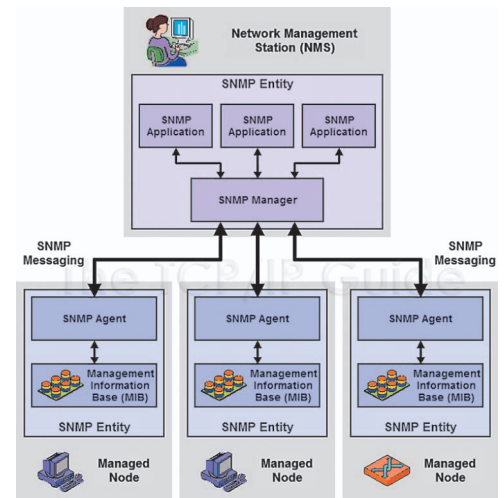 Network Management
Station (NMS)
SNMP Entity
SNMP
Application
SNMP
Application
SNMP
Application
SNMP Manager
SNMP
Messaging
SNMP
Messaging
The TCP/IP Guide
SNMP Agent
Management
Information
Base (MIB)
SNMP Entity
Managed
Node
SNMP Agent
Management
Information
Base (MIB)
SNMP Entity
Managed
Node
SNMP Agent
Management
Information
Base (MIB)
SNMP Entity
Managed
Node